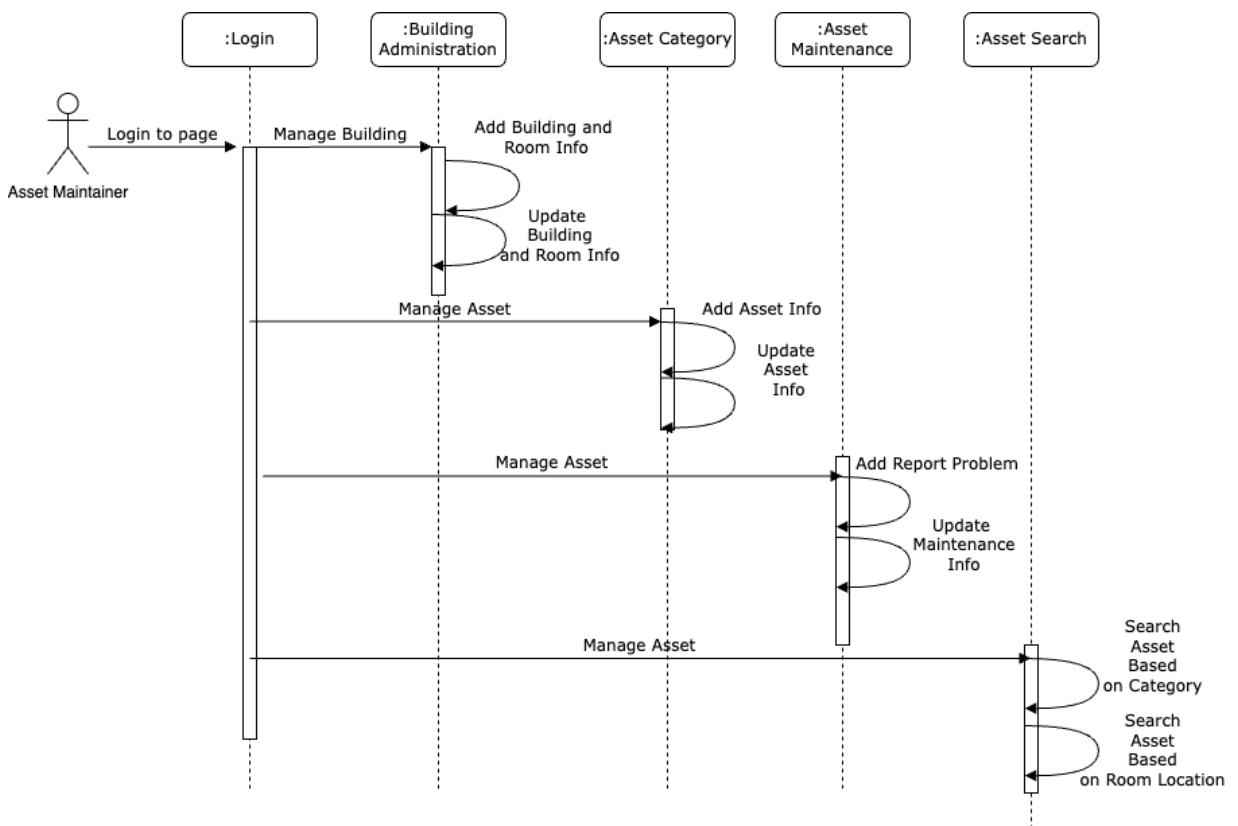 :Login
:Building
Administration
:Asset Category
:Asset
Maintenance
:Asset Search
Login to page
Asset Maintainer
Manage Building
Add Building and
Room Info
Update
Building
and Room Info
Manage Asset
Add Asset Info
Update
Asset
Info
Manage Asset
Add Report Problem
Update
Maintenance
Info
Manage Asset
Search
Asset
Based
on Category
Search
Asset
Based
on Room Location